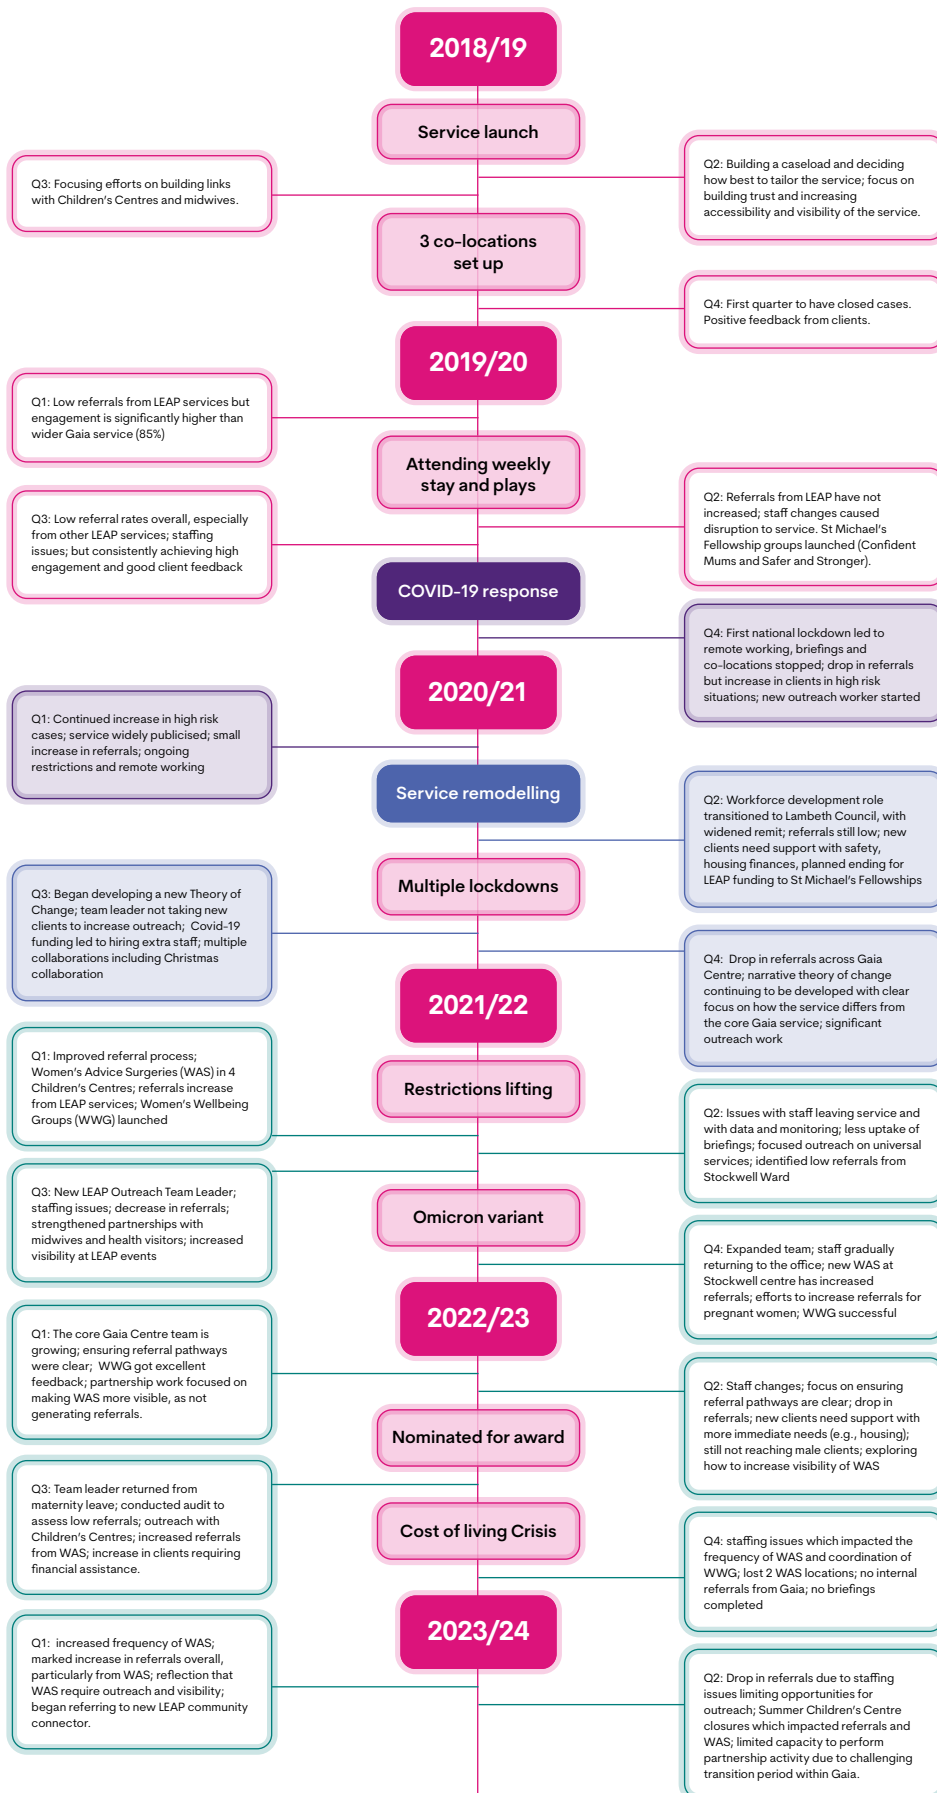 2018/19
Service launch
Q2: Building a caseload and deciding
how best to tailor the service; focus on
building trust and increasing
accessibility and visibility of the service.
Q3: Focusing efforts on building links
with Children's Centres and midwives.
3 co-locations
set up
Q4: First quarter to have closed cases.
Positive feedback from clients.
2019/20
Q1: Low referrals from LEAP services but
engagement is significantly higher than
wider Gaia service (85%)
Attending weekly
stay and plays
Q2: Referrals from LEAP have not
increased; staff changes caused
disruption to service. St Michael's
Fellowship groups launched (Confident
Mums and Safer and Stronger).
Q3: Low referral rates overall, especially
from other LEAP services; staffing
issues; but consistently achieving high
engagement and good client feedback
COVID-19 response
Q4: First national lockdown led to
remote working, briefings and
co-locations stopped; drop in referrals
but increase in clients in high risk
situations; new outreach worker started
2020/21
Q1: Continued increase in high risk
cases; service widely publicised; small
increase in referrals; ongoing
restrictions and remote working
Service remodelling
Q2: Workforce development role
transitioned to Lambeth Council, with
widened remit; referrals still low; new
clients need support with safety,
housing finances, planned ending for
LEAP funding to St Michael's Fellowships
Multiple lockdowns
Q3: Began developing a new Theory of
Change; team leader not taking new
clients to increase outreach;  Covid-19
funding led to hiring extra staff; multiple
collaborations including Christmas
collaboration
Q4:  Drop in referrals across Gaia
Centre; narrative theory of change
continuing to be developed with clear
focus on how the service differs from
the core Gaia service; significant
outreach work
2021/22
Q1: Improved referral process;
Women's Advice Surgeries (WAS) in 4
Children's Centres; referrals increase
from LEAP services; Women's Wellbeing
Groups (WWG) launched
Restrictions lifting
Q2: Issues with staff leaving service and
with data and monitoring; less uptake of
briefings; focused outreach on universal
services; identified low referrals from
Stockwell Ward
Q3: New LEAP Outreach Team Leader;
staffing issues; decrease in referrals;
strengthened partnerships with
midwives and health visitors; increased
visibility at LEAP events
Omicron variant
Q4: Expanded team; staff gradually
returning to the office; new WAS at
Stockwell centre has increased
referrals; efforts to increase referrals for
pregnant women; WWG successful
2022/23
Q1: The core Gaia Centre team is
growing; ensuring referral pathways
were clear;  WWG got excellent
feedback; partnership work focused on
making WAS more visible, as not
generating referrals.
Q2: Staff changes; focus on ensuring
referral pathways are clear; drop in
referrals; new clients need support with
more immediate needs (e.g., housing);
still not reaching male clients; exploring
how to increase visibility of WAS
Nominated for award
Q3: Team leader returned from
maternity leave; conducted audit to
assess low referrals; outreach with
Children's Centres; increased referrals
from WAS; increase in clients requiring
financial assistance.
Cost of living Crisis
Q4: staffing issues which impacted the
frequency of WAS and coordination of
WWG; lost 2 WAS locations; no internal
referrals from Gaia; no briefings
completed
2023/24
Q1:  increased frequency of WAS;
marked increase in referrals overall,
particularly from WAS; reflection that
WAS require outreach and visibility;
began referring to new LEAP community
connector.
Q2: Drop in referrals due to staffing
issues limiting opportunities for
outreach; Summer Children's Centre
closures which impacted referrals and
WAS; limited capacity to perform
partnership activity due to challenging
transition period within Gaia.